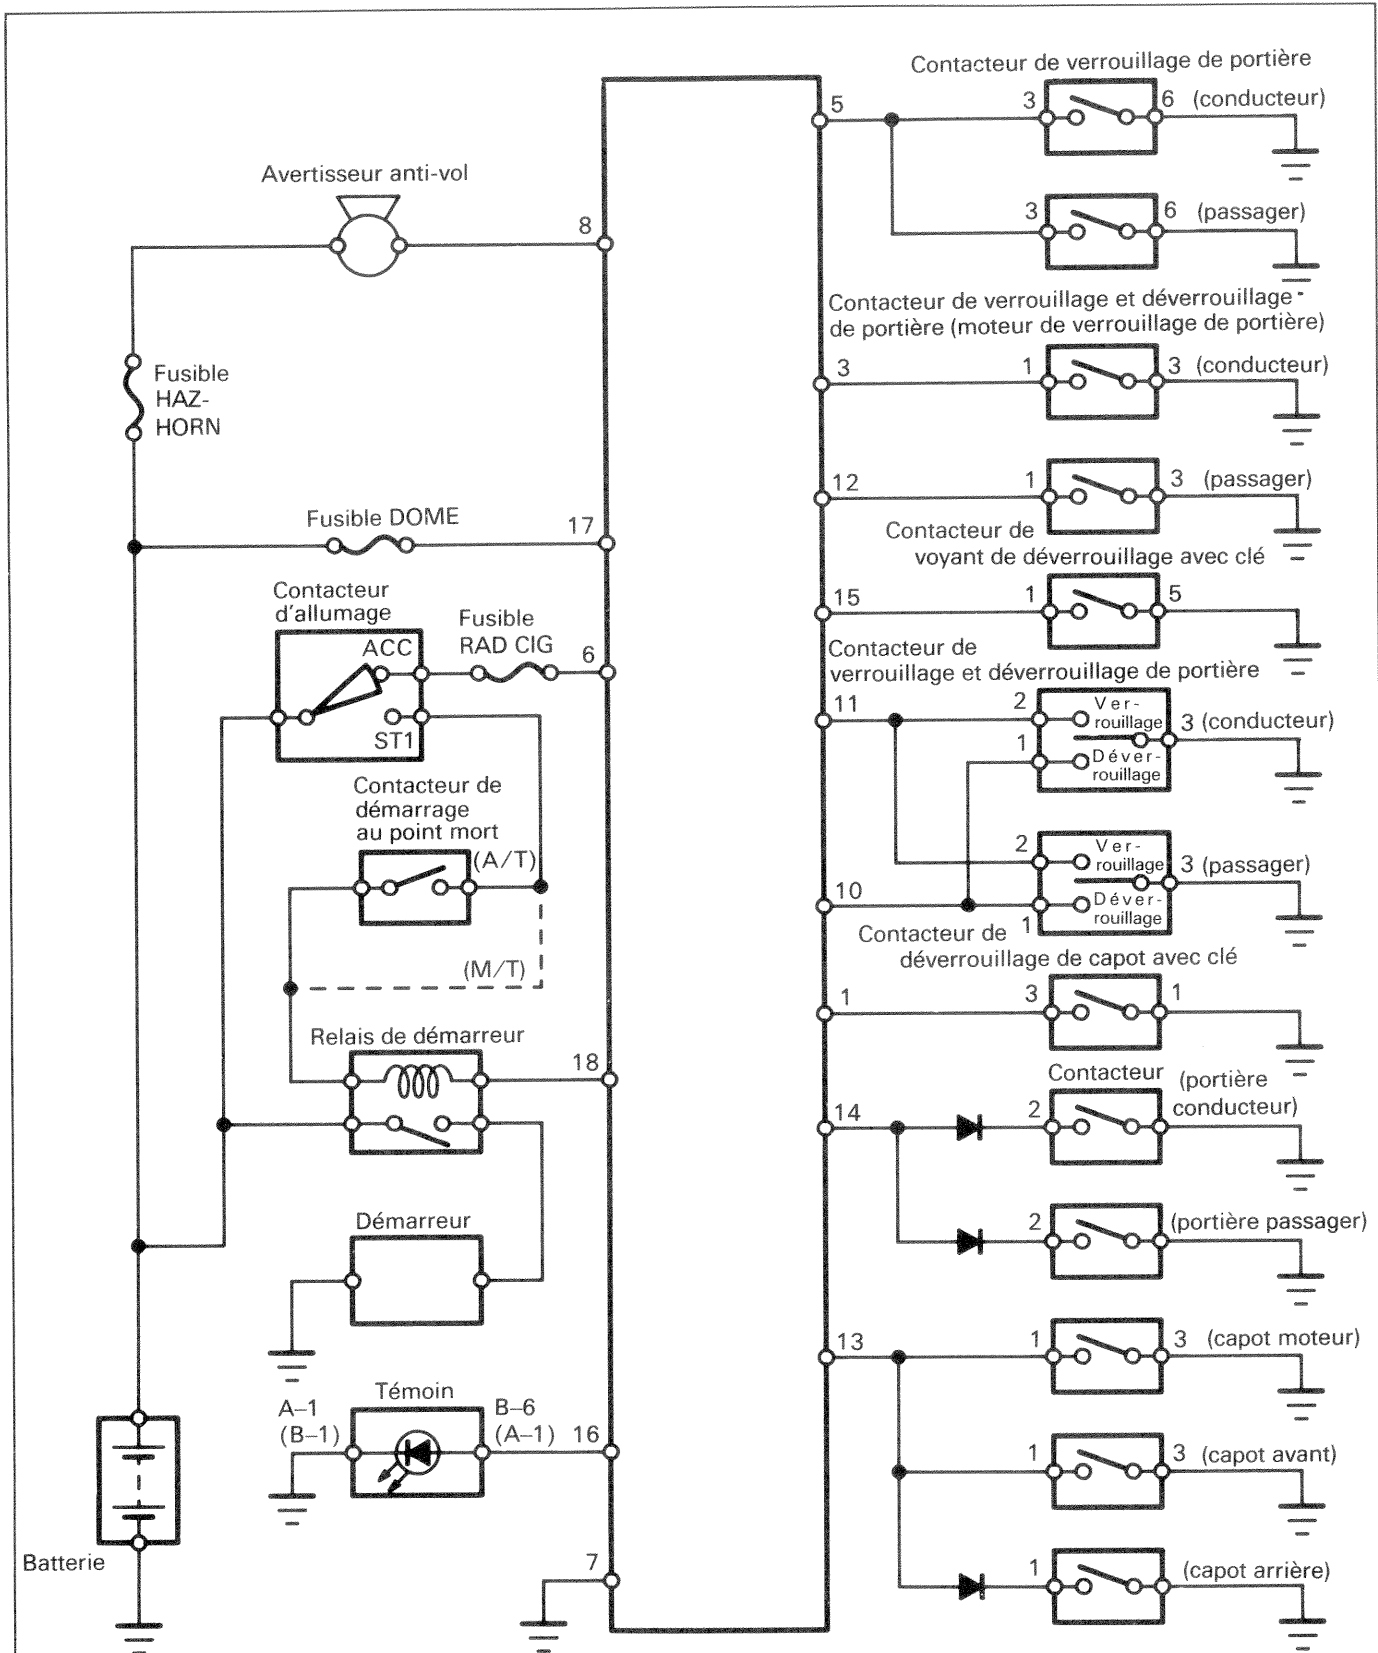 Contacteur de verrouillage de portière
5
3
6 (conducteur)
Avertisseur anti-vol
8
3
6 (passager)
Contacteur de verrouillage et déverrouillage
de portière (moteur de verrouillage de portière)
Fusible
HAZ-
HORN
3
1
3 (conducteur)
12
1
3 (passager)
Fusible DOME
17
Contacteur de
voyant de déverrouillage avec clé
15
1
5
Contacteur
d'allumage
ACC
ST1
Fusible
RAD CIG
6
Contacteur de
verrouillage et déverrouillage de portière
11
2
1
Ver-
rouillage
Déver-
rouillage
3 (conducteur)
Contacteur de
démarrage
au point mort
(A/T)
(M/T)
2
Ver-
rouillage
Déver-
rouillage
3 (passager)
10
1
Contacteur de
déverrouillage de capot avec clé
1
3
1
Relais de démarreur
18
Contacteur
14
2
(portière
conducteur)
Démarreur
2
(portière passager)
13
1
3 (capot moteur)
Témoin
A–1
(B–1)
B–6
(A–1)
16
1
3 (capot avant)
Batterie
7
1
(capot arrière)